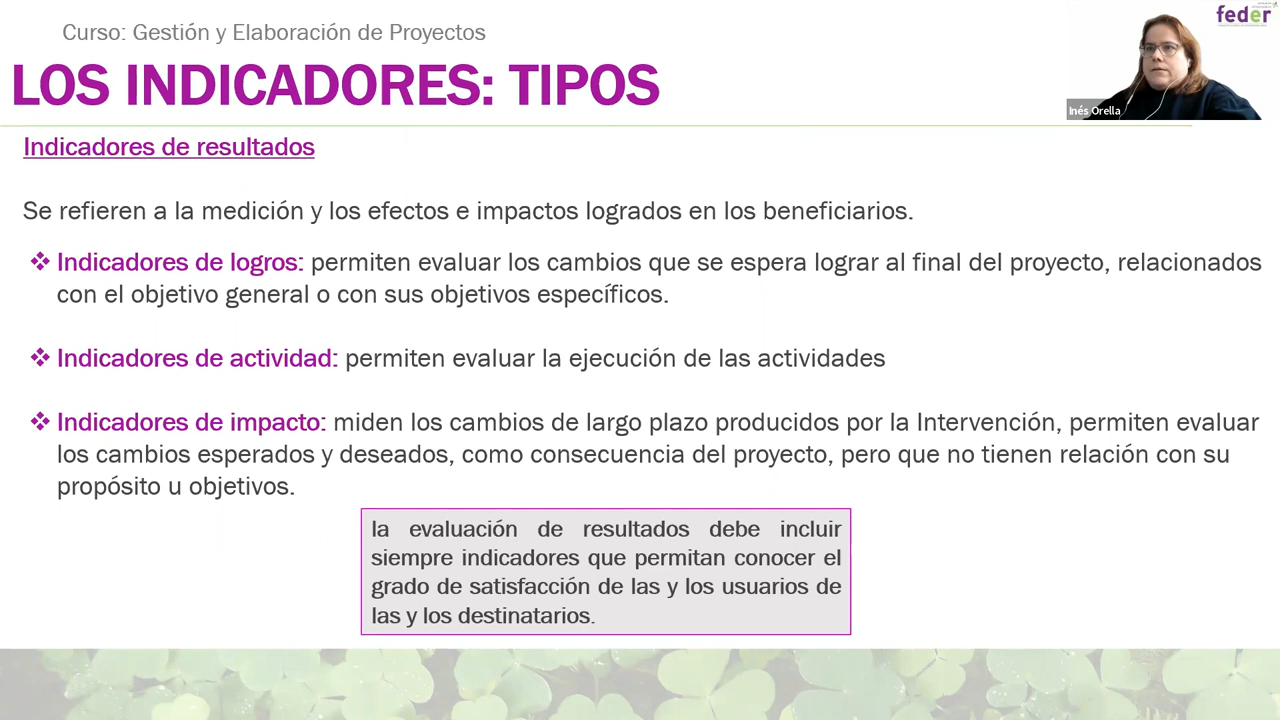 Curso: Gestión y Elaboración de Proyectos
feder
LOS INDICADORES: TIPOS
Inés Orella
Indicadores de resultados
Se refieren a la medición y los efectos e impactos logrados en los beneficiarios.
❖ Indicadores de logros: permiten evaluar los cambios que se espera lograr al final del proyecto, relacionados
con el objetivo general o con sus objetivos específicos.
❖ Indicadores de actividad: permiten evaluar la ejecución de las actividades
❖ Indicadores de impacto: miden los cambios de largo plazo producidos por la Intervención, permiten evaluar
los cambios esperados y deseados, como consecuencia del proyecto, pero que no tienen relación con su
propósito u objetivos.
la evaluación de resultados debe incluir
siempre indicadores que permitan conocer el
grado de satisfacción de las y los usuarios de
las y los destinatarios.